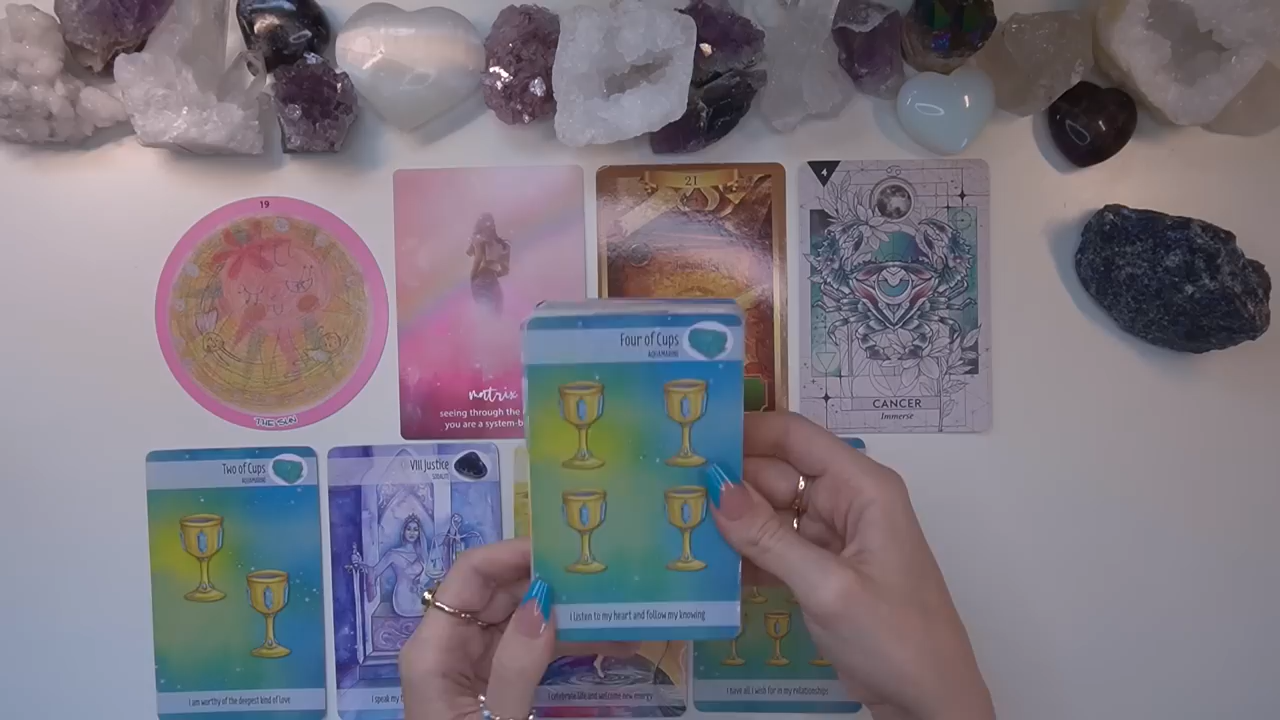 19
THE SUN
matrix
seeing through the
you are a system-b
21
4
CANCER
Immerse
Four of Cups
AQUAMARINE
I listen to my heart and follow my knowing
Two of Cups
AQUAMARINE
I am worthy of the deepest kind of love
VIII Justice
I speak my
I celebrate life and welcome new energy
I have all I wish for in my relationships